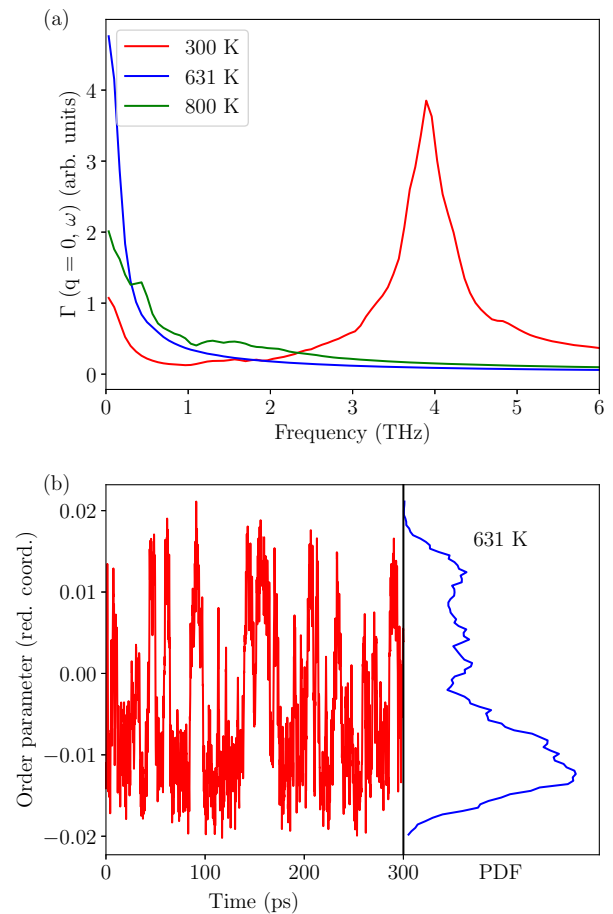 (a)
300 K
631 K
800 K
Γ (q = 0, ω) (arb. units)
4
3
2
1
0
0 1 2 3 4 5 6
Frequency (THz)
(b)
631 K
Order parameter (red. coord.)
0.02
0.01
0.00
−0.01
−0.02
0 100 200 300 PDF
Time (ps)